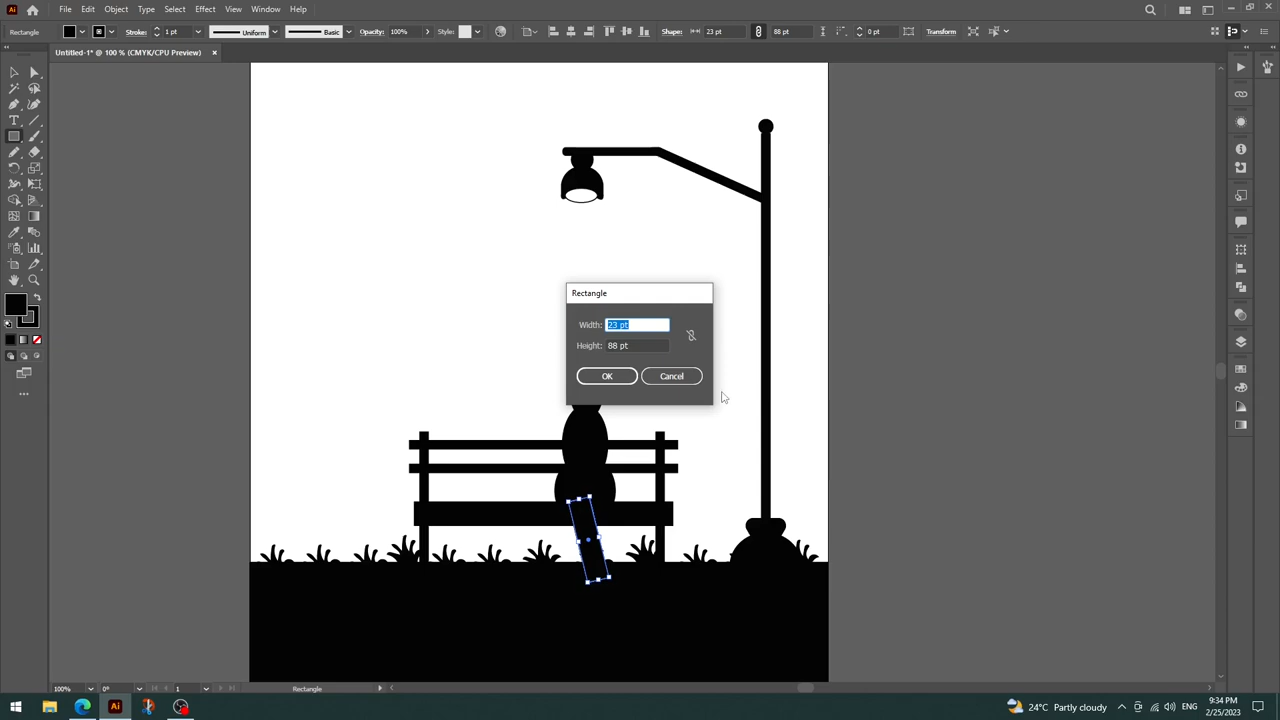 Ai
File Edit Object Type Select Effect View Window Help
Rectangle Stroke: 1 pt Uniform Basic Opacity: 100% Style: Shape: 23 pt 88 pt 0 pt Transform
Untitled-1* @ 100 % (CMYK/CPU Preview) ×
Rectangle
Width: 23 pt
Height: 88 pt
OK Cancel
100% 0° 1 Rectangle
Ai 24°C Partly cloudy ENG 9:34 PM
2/25/2023